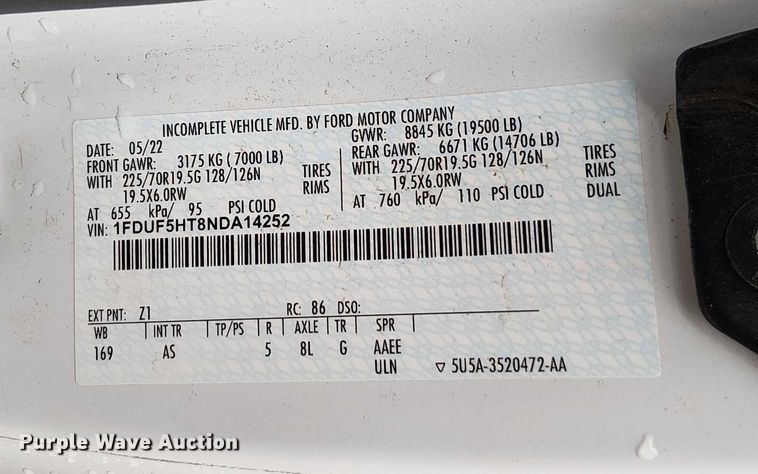 INCOMPLETE VEHICLE MFD. BY FORD MOTOR COMPANY
DATE: 05/22 GVWR: 8845 KG (19500 LB)
FRONT GAWR: 3175 KG (7000 LB) REAR GAWR: 6671 KG (14706 LB)
WITH 225/70R19.5G 128/126N TIRES WITH 225/70R19.5G 128/126N TIRES
19.5X6.0RW RIMS 19.5X6.0RW RIMS
AT 655 kPa/ 95 PSI COLD AT 760 kPa/ 110 PSI COLD DUAL
VIN: 1FDUF5HT8NDA14252
EXT PNT: Z1 RC: 86 DSO:
WB INT TR TP/PS R AXLE TR SPR
169 AS 5 8L G AAEE
ULN ▽ 5U5A-3520472-AA
Purple Wave Auction